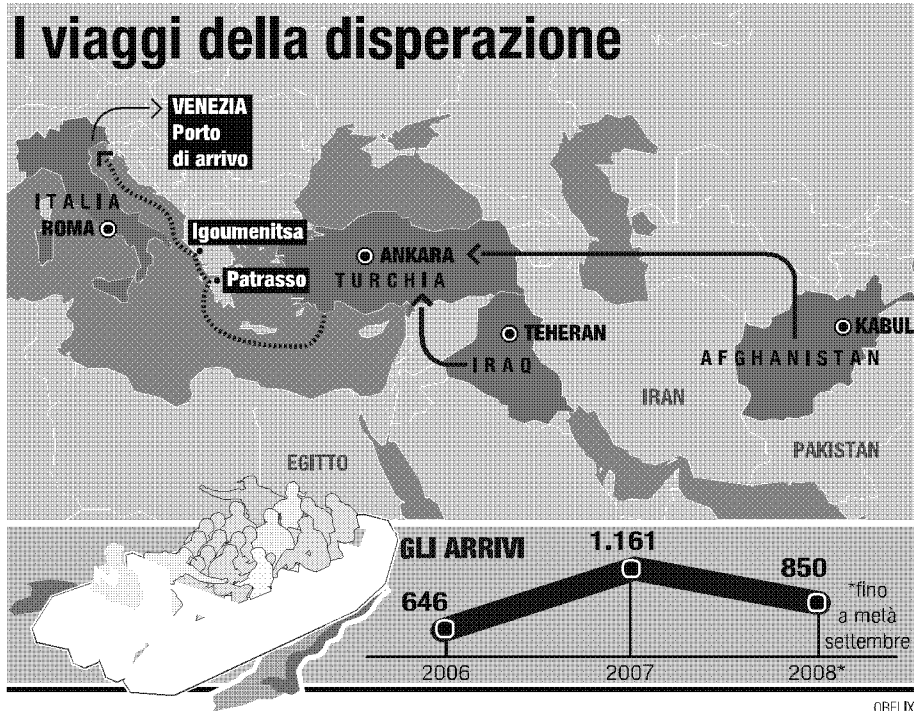 I viaggi della disperazione
VENEZIA
Porto
di arrivo
ITALIA
ROMA
Igoumenitsa
Patrasso
ANKARA
TURCHIA
TEHERAN
IRAQ
KABUL
AFGHANISTAN
IRAN
PAKISTAN
EGITTO
GLI ARRIVI
646
1.161
850
*fino
a metà
settembre
2006
2007
2008*
OBELIX